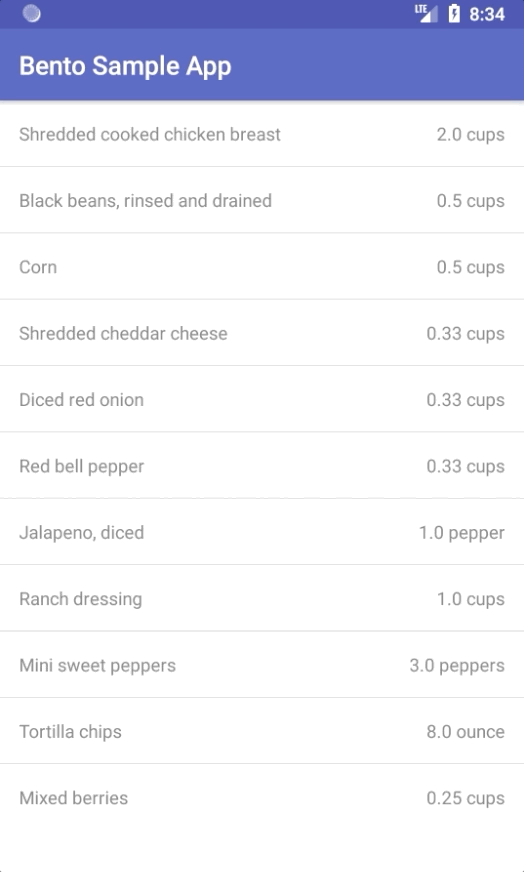 LTE 8:34
Bento Sample App
Shredded cooked chicken breast 2.0 cups
Black beans, rinsed and drained 0.5 cups
Corn 0.5 cups
Shredded cheddar cheese 0.33 cups
Diced red onion 0.33 cups
Red bell pepper 0.33 cups
Jalapeno, diced 1.0 pepper
Ranch dressing 1.0 cups
Mini sweet peppers 3.0 peppers
Tortilla chips 8.0 ounce
Mixed berries 0.25 cups